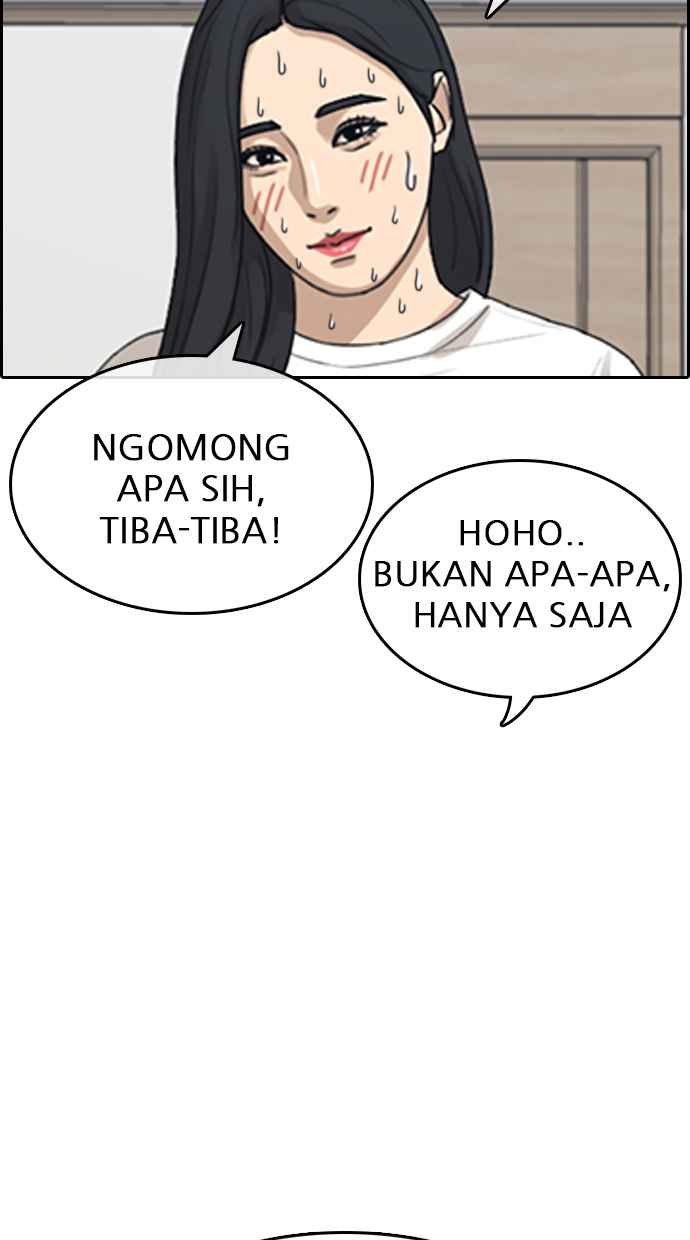 NGOMONG
APA SIH,
TIBA-TIBA!
HOHO..
BUKAN APA-APA,
HANYA SAJA